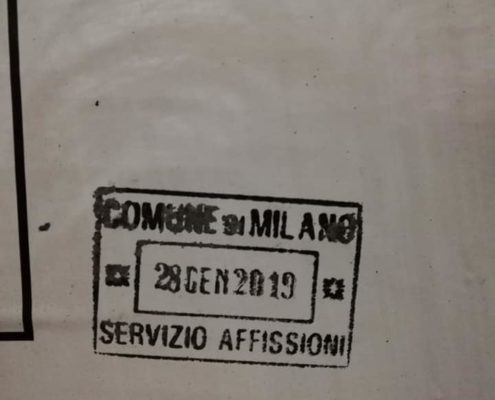 COMUNE DI MILANO
28 GEN 2019
SERVIZIO AFFISSIONI